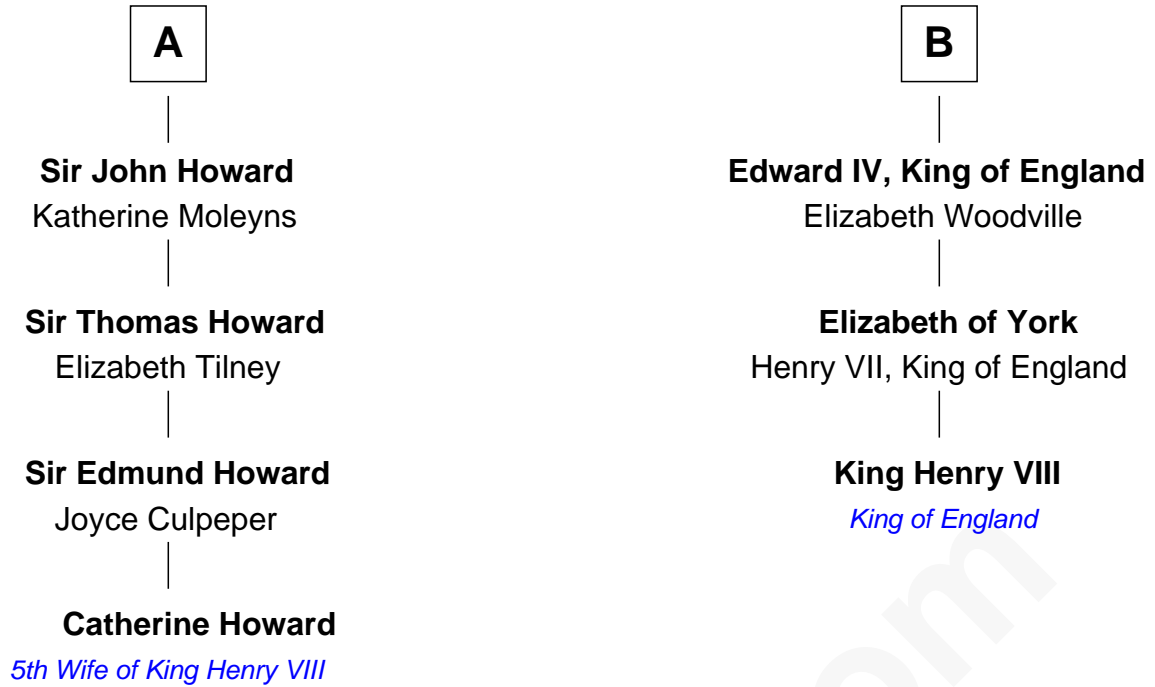 A
Sir John Howard
Katherine Moleyns
Sir Thomas Howard
Elizabeth Tilney
Sir Edmund Howard
Joyce Culpeper
Catherine Howard
5th Wife of King Henry VIII
B
Edward IV, King of England
Elizabeth Woodville
Elizabeth of York
Henry VII, King of England
King Henry VIII
King of England
om